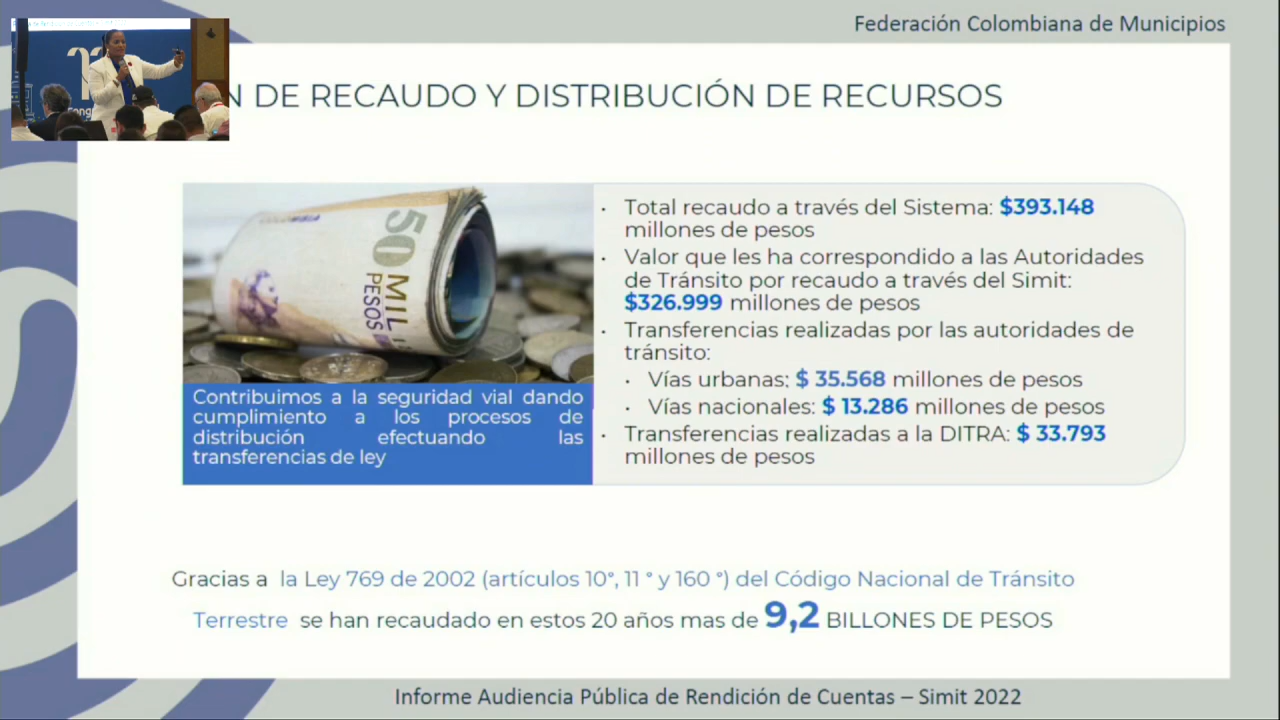 Federación Colombiana de Municipios
N DE RECAUDO Y DISTRIBUCIÓN DE RECURSOS
50
MIL
PESOS
Contribuimos a la seguridad vial dando
cumplimiento a los procesos de
distribución efectuando las
transferencias de ley
· Total recaudo a través del Sistema: $393.148
millones de pesos
· Valor que les ha correspondido a las Autoridades
de Tránsito por recaudo a través del Simit:
$326.999 millones de pesos
· Transferencias realizadas por las autoridades de
tránsito:
· Vías urbanas: $ 35.568 millones de pesos
· Vías nacionales: $ 13.286 millones de pesos
· Transferencias realizadas a la DITRA: $ 33.793
millones de pesos
Gracias a la Ley 769 de 2002 (artículos 10°, 11 ° y 160 °) del Código Nacional de Tránsito
Terrestre se han recaudado en estos 20 años mas de 9,2 BILLONES DE PESOS
Informe Audiencia Pública de Rendición de Cuentas – Simit 2022